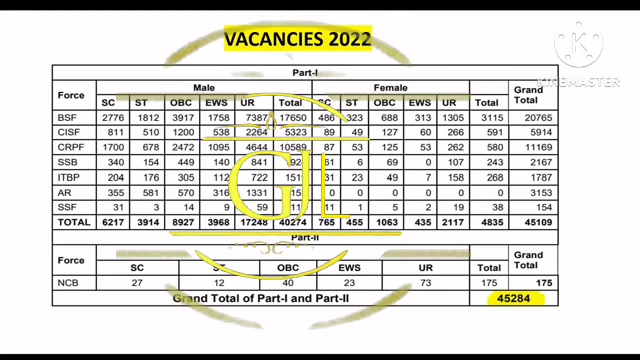 VACANCIES 2022
KINEMASTER
Part-I
Force Male Female Grand Total
SC ST OBC EWS UR Total SC ST OBC EWS UR Total
BSF 2776 1812 3917 1758 7387 17650 486 323 688 313 1305 3115 20765
CISF 811 510 1200 538 2264 5323 89 49 127 60 266 591 5914
CRPF 1700 678 2472 1095 4644 10589 87 53 125 53 262 580 11169
SSB 340 154 449 140 841 6 69 0 107 243 2167
ITBP 204 176 305 112 722 23 49 7 158 268 1787
AR 355 581 570 316 1331 0 0 0 0 0 3153
SSF 31 3 14 9 59 1 5 2 19 38 154
TOTAL 6217 3914 8927 3968 17248 40274 765 455 1063 435 2117 4835 45109
GJL
Part-II
Force SC ST OBC EWS UR Total Grand Total
NCB 27 12 40 23 73 175 175
Grand Total of Part-I and Part-II 45284